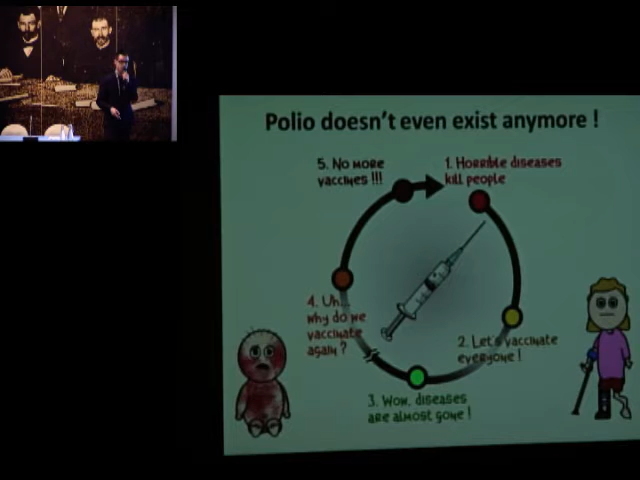 Polio doesn't even exist anymore !
5. No more
vaccines !!!
1. Horrible diseases
kill people
4. Uh...
why do we
vaccinate
again ?
2. Let's vaccinate
everyone !
3. Wow, diseases
are almost gone !